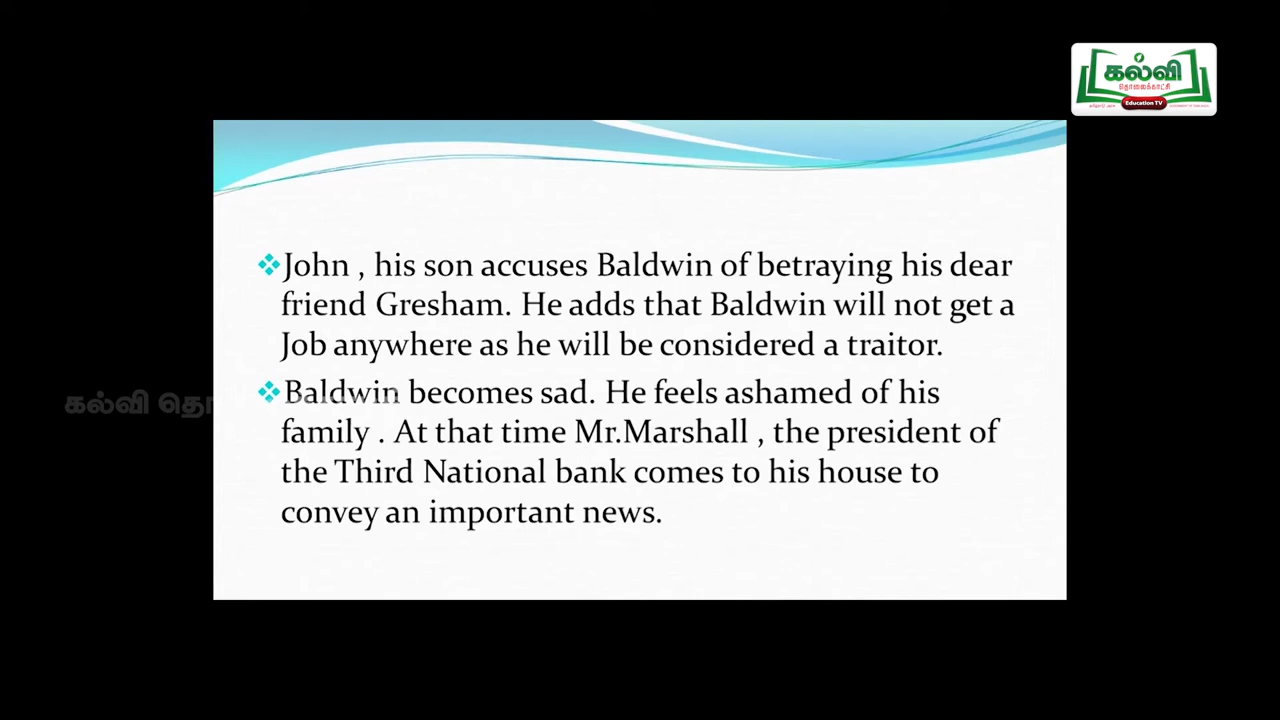 கல்வி
தொலைக்காட்சி
Education TV
❖John , his son accuses Baldwin of betraying his dear
friend Gresham. He adds that Baldwin will not get a
Job anywhere as he will be considered a traitor.
❖Baldwin becomes sad. He feels ashamed of his
family . At that time Mr.Marshall , the president of
the Third National bank comes to his house to
convey an important news.
கல்வி